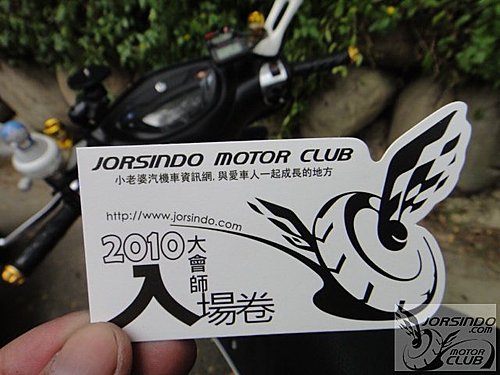 JORSINDO MOTOR CLUB
小老婆汽機車資訊網, 與愛車人一起成長的地方
http://www.jorsindo.com
2010大會師
入場卷
JORSINDO
.com
MOTOR
CLUB